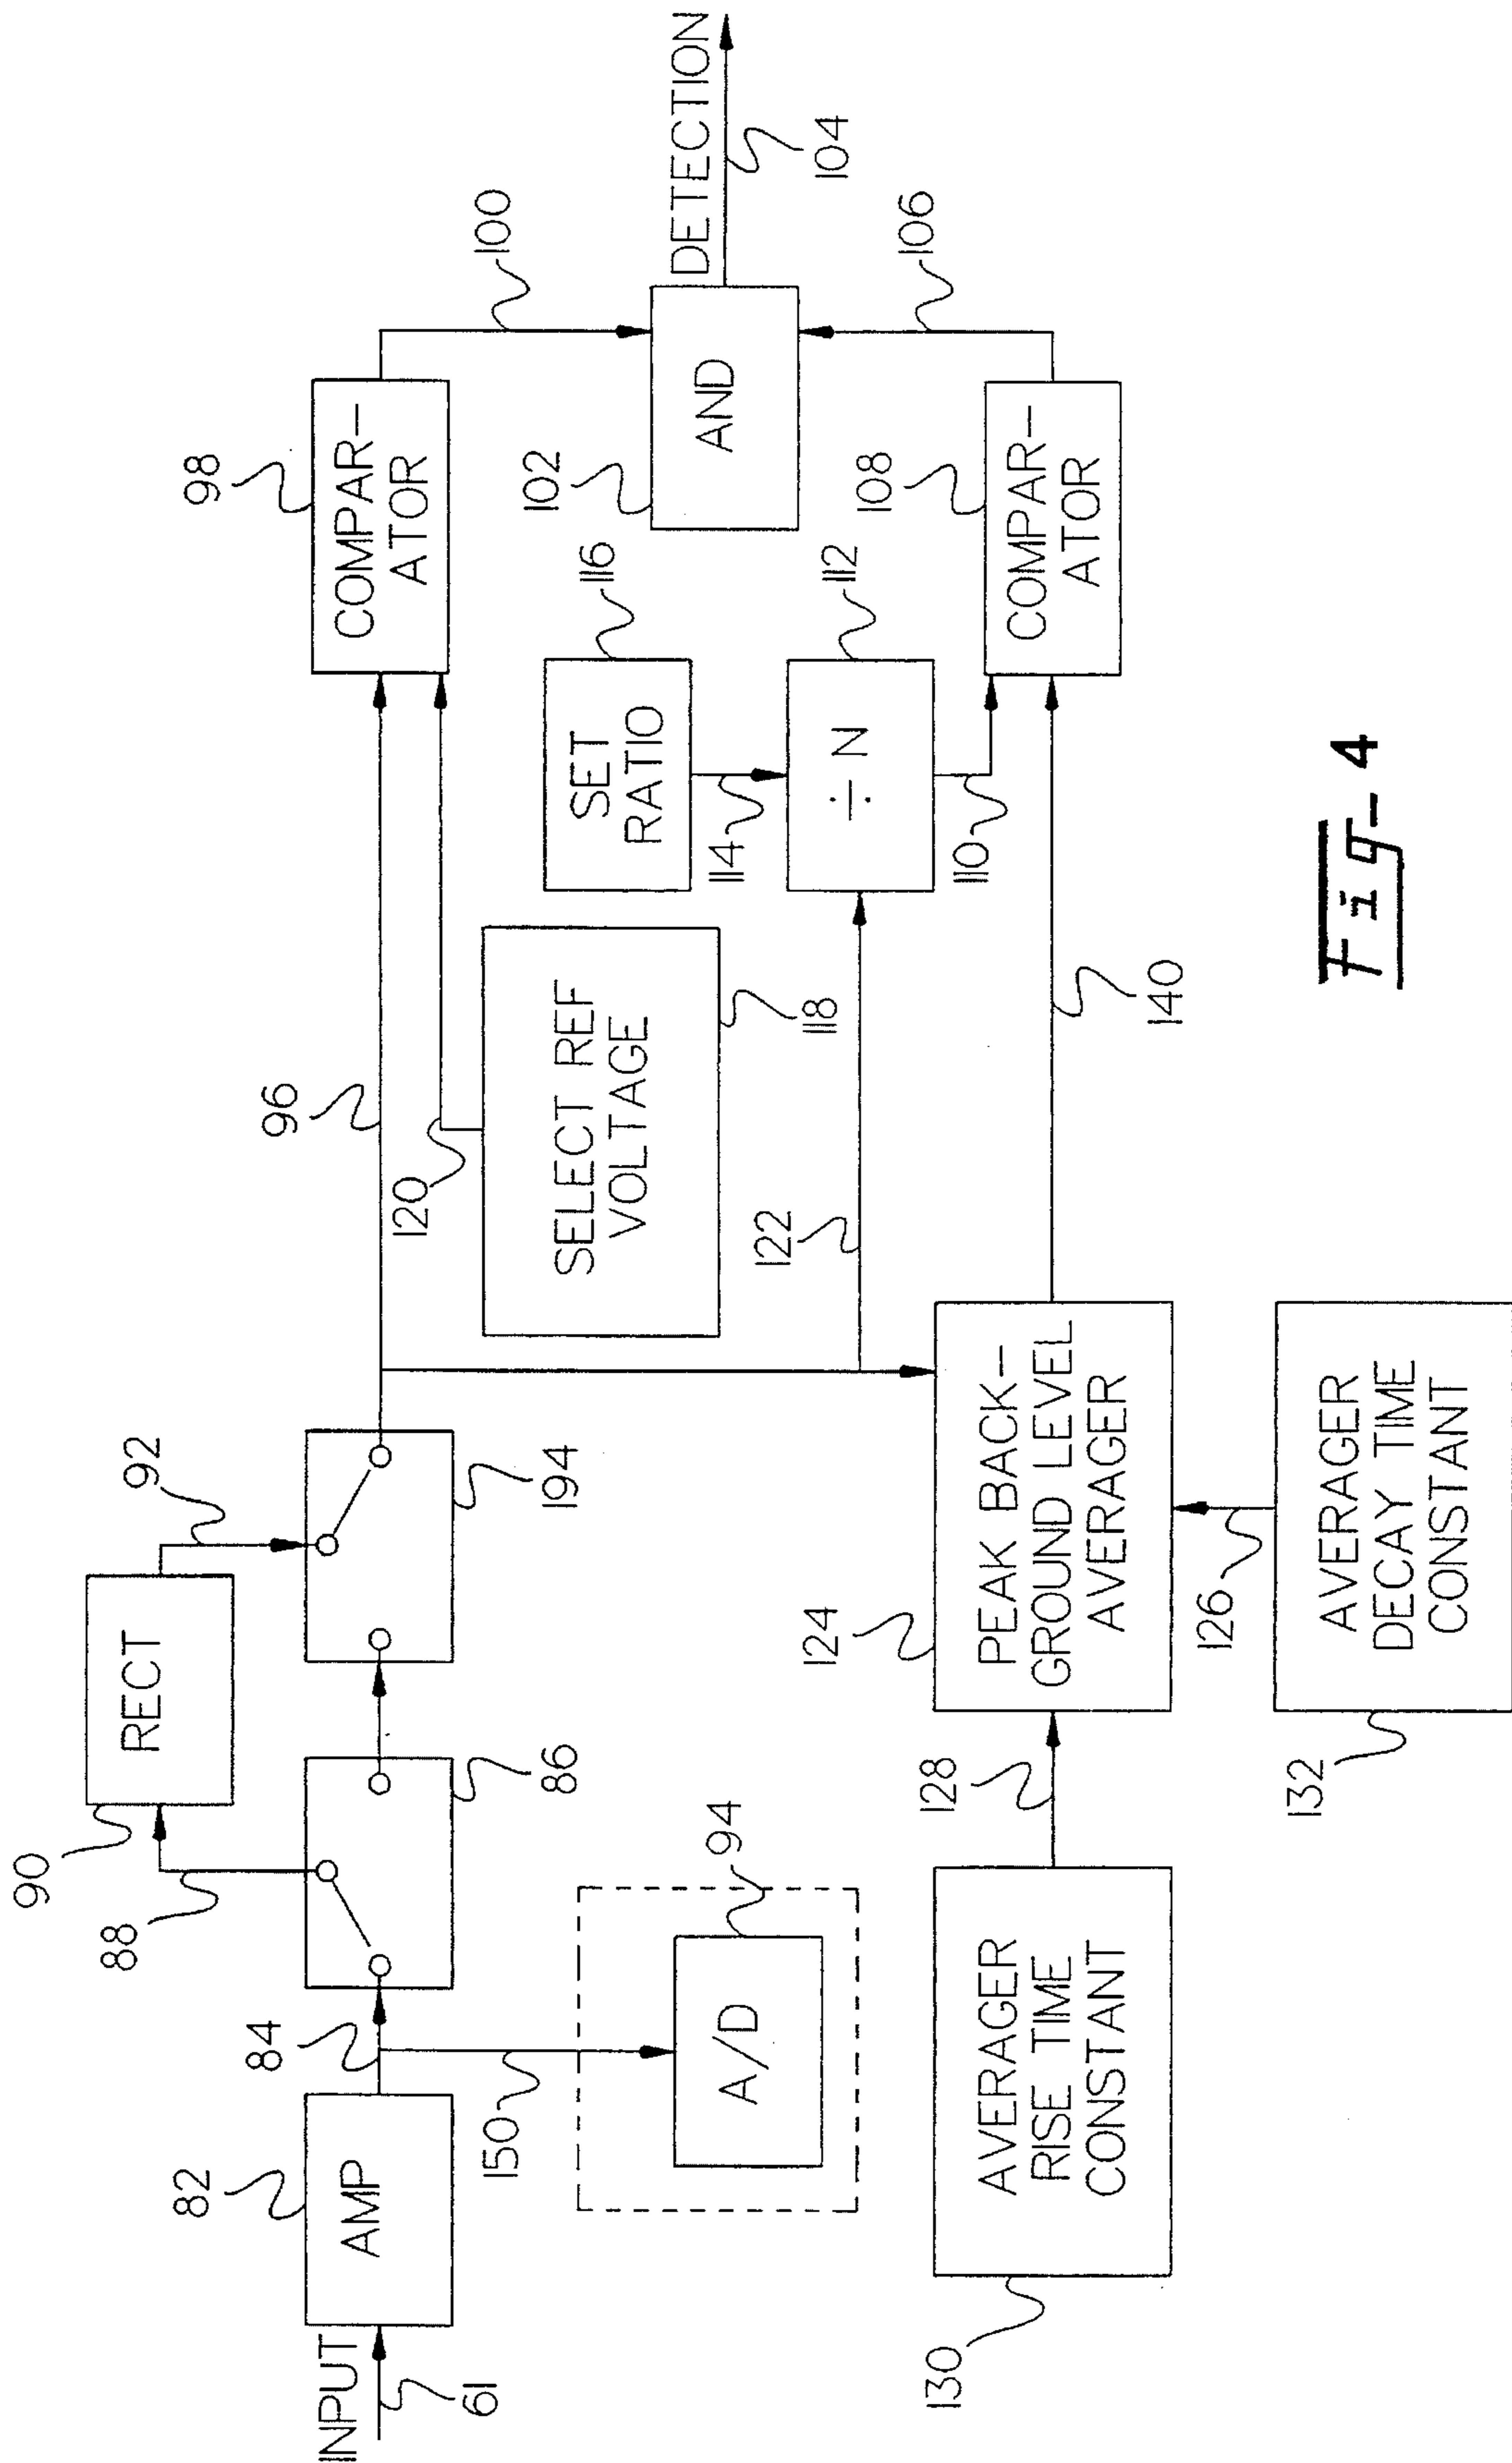 INPUT
61
82
AMP
84
150
94
A/D
86
88
90
RECT
92
194
96
120
SELECT REF
VOLTAGE
118
98
COMPAR-
ATOR
100
SET
RATIO
116
114
÷ N
112
110
122
102
AND
DETECTION
104
106
108
COMPAR-
ATOR
140
124
PEAK BACK-
GROUND LEVEL
AVERAGER
128
126
AVERAGER
RISE TIME
CONSTANT
130
AVERAGER
DECAY TIME
CONSTANT
132
Fig-4